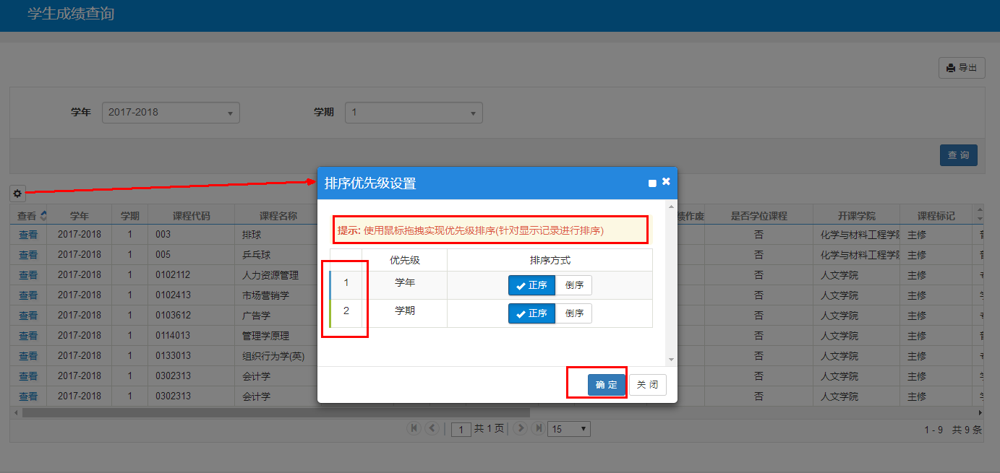 学生成绩查询
导出
学年 2017-2018 学期 1
查 询
排序优先级设置
提示: 使用鼠标拖拽实现优先级排序(针对显示记录进行排序)
优先级 排序方式
1 学年 正序 倒序
2 学期 正序 倒序
确 定 关 闭
查看 学年 学期 课程代码 课程名称 绩作废 是否学位课程 开课学院 课程标记
查看 2017-2018 1 003 排球 否 化学与材料工程学 主修
查看 2017-2018 1 005 乒乓球 否 化学与材料工程学 主修
查看 2017-2018 1 0102112 人力资源管理 否 人文学院 主修
查看 2017-2018 1 0102413 市场营销学 否 人文学院 主修
查看 2017-2018 1 0103612 广告学 否 人文学院 主修
查看 2017-2018 1 0114013 管理学原理 否 人文学院 主修
查看 2017-2018 1 0133013 组织行为学(英) 否 人文学院 主修
查看 2017-2018 1 0302313 会计学 否 人文学院 主修
查看 2017-2018 1 0302313 会计学 否 人文学院 主修
1 共 1 页 15 1 - 9 共 9 条